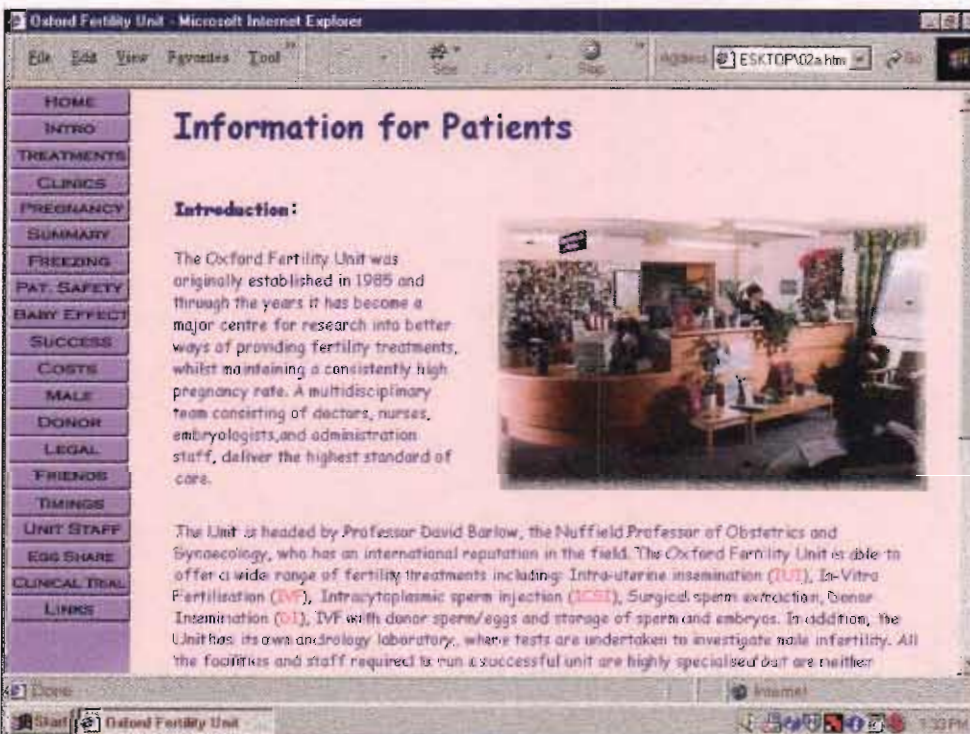 Oxford Fertility Unit - Microsoft Internet Explorer
File Edit View Favorites Tool »
ESKTOP\02a.htm Go
HOME
INTRO
TREATMENTS
CLINICS
PREGNANCY
SUMMARY
FREEZING
PAT. SAFETY
BABY EFFECT
SUCCESS
COSTS
MALE
DONOR
LEGAL
FRIENDS
TIMINGS
UNIT STAFF
EGG SHARE
CLINICAL TRIAL
LINKS
Information for Patients
Introduction:
The Oxford Fertility Unit was
originally established in 1985 and
through the years it has become a
major centre for research into better
ways of providing fertility treatments,
whilst maintaining a consistently high
pregnancy rate. A multidisciplinary
team consisting of doctors, nurses,
embryologists,and administration
staff, deliver the highest standard of
care.
The Unit is headed by Professor David Barlow, the Nuffield Professor of Obstetrics and
Gynaecology, who has an international reputation in the field. The Oxford Fertility Unit is able to
offer a wide range of fertility threatments including: Intra-uterine insemination (IUI), In-Vitro
Fertilisation (IVF), Intracytoplasmic sperm injection (ICSI), Surgical sperm extraction, Donor
Insemination (DI), IVF with donor sperm/eggs and storage of sperm and embryos. In addition, the
Unit has its own andrology laboratory, where tests are undertaken to investigate male infertility. All
the facilities and staff required to run a successful unit are highly specialised but are neither
Done Internet
Start Oxford Fertility Unit 1:33 PM